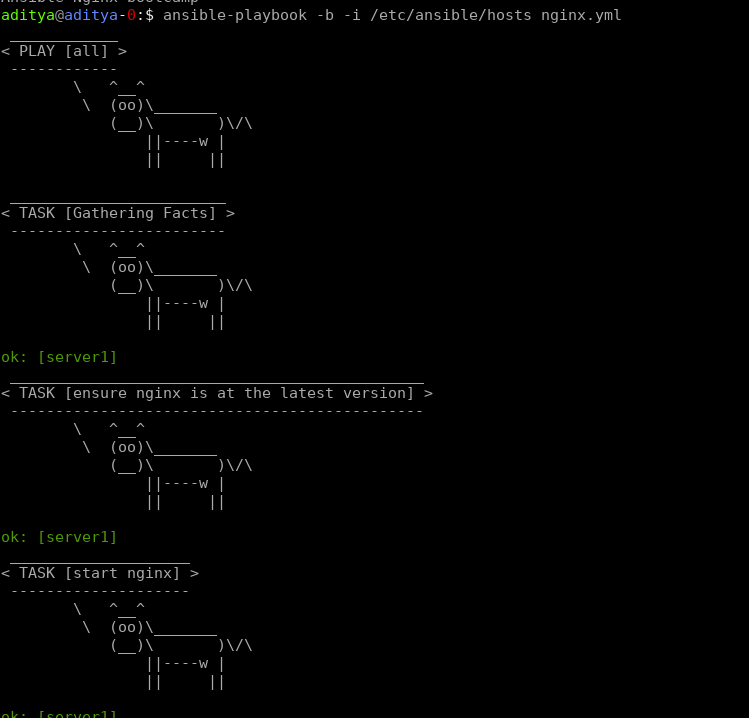 Ansible Nginx bootcamp
aditya@aditya-0:$ ansible-playbook -b -i /etc/ansible/hosts nginx.yml
 ____________
< PLAY [all] >
 ------------
        \   ^__^
         \  (oo)\_______
            (__)\       )\/\
                ||----w |
                ||     ||
 ________________________
< TASK [Gathering Facts] >
 ------------------------
        \   ^__^
         \  (oo)\_______
            (__)\       )\/\
                ||----w |
                ||     ||
ok: [server1]
 ______________________________________________
< TASK [ensure nginx is at the latest version] >
 ----------------------------------------------
        \   ^__^
         \  (oo)\_______
            (__)\       )\/\
                ||----w |
                ||     ||
ok: [server1]
 ____________________
< TASK [start nginx] >
 --------------------
        \   ^__^
         \  (oo)\_______
            (__)\       )\/\
                ||----w |
                ||     ||
ok: [server1]